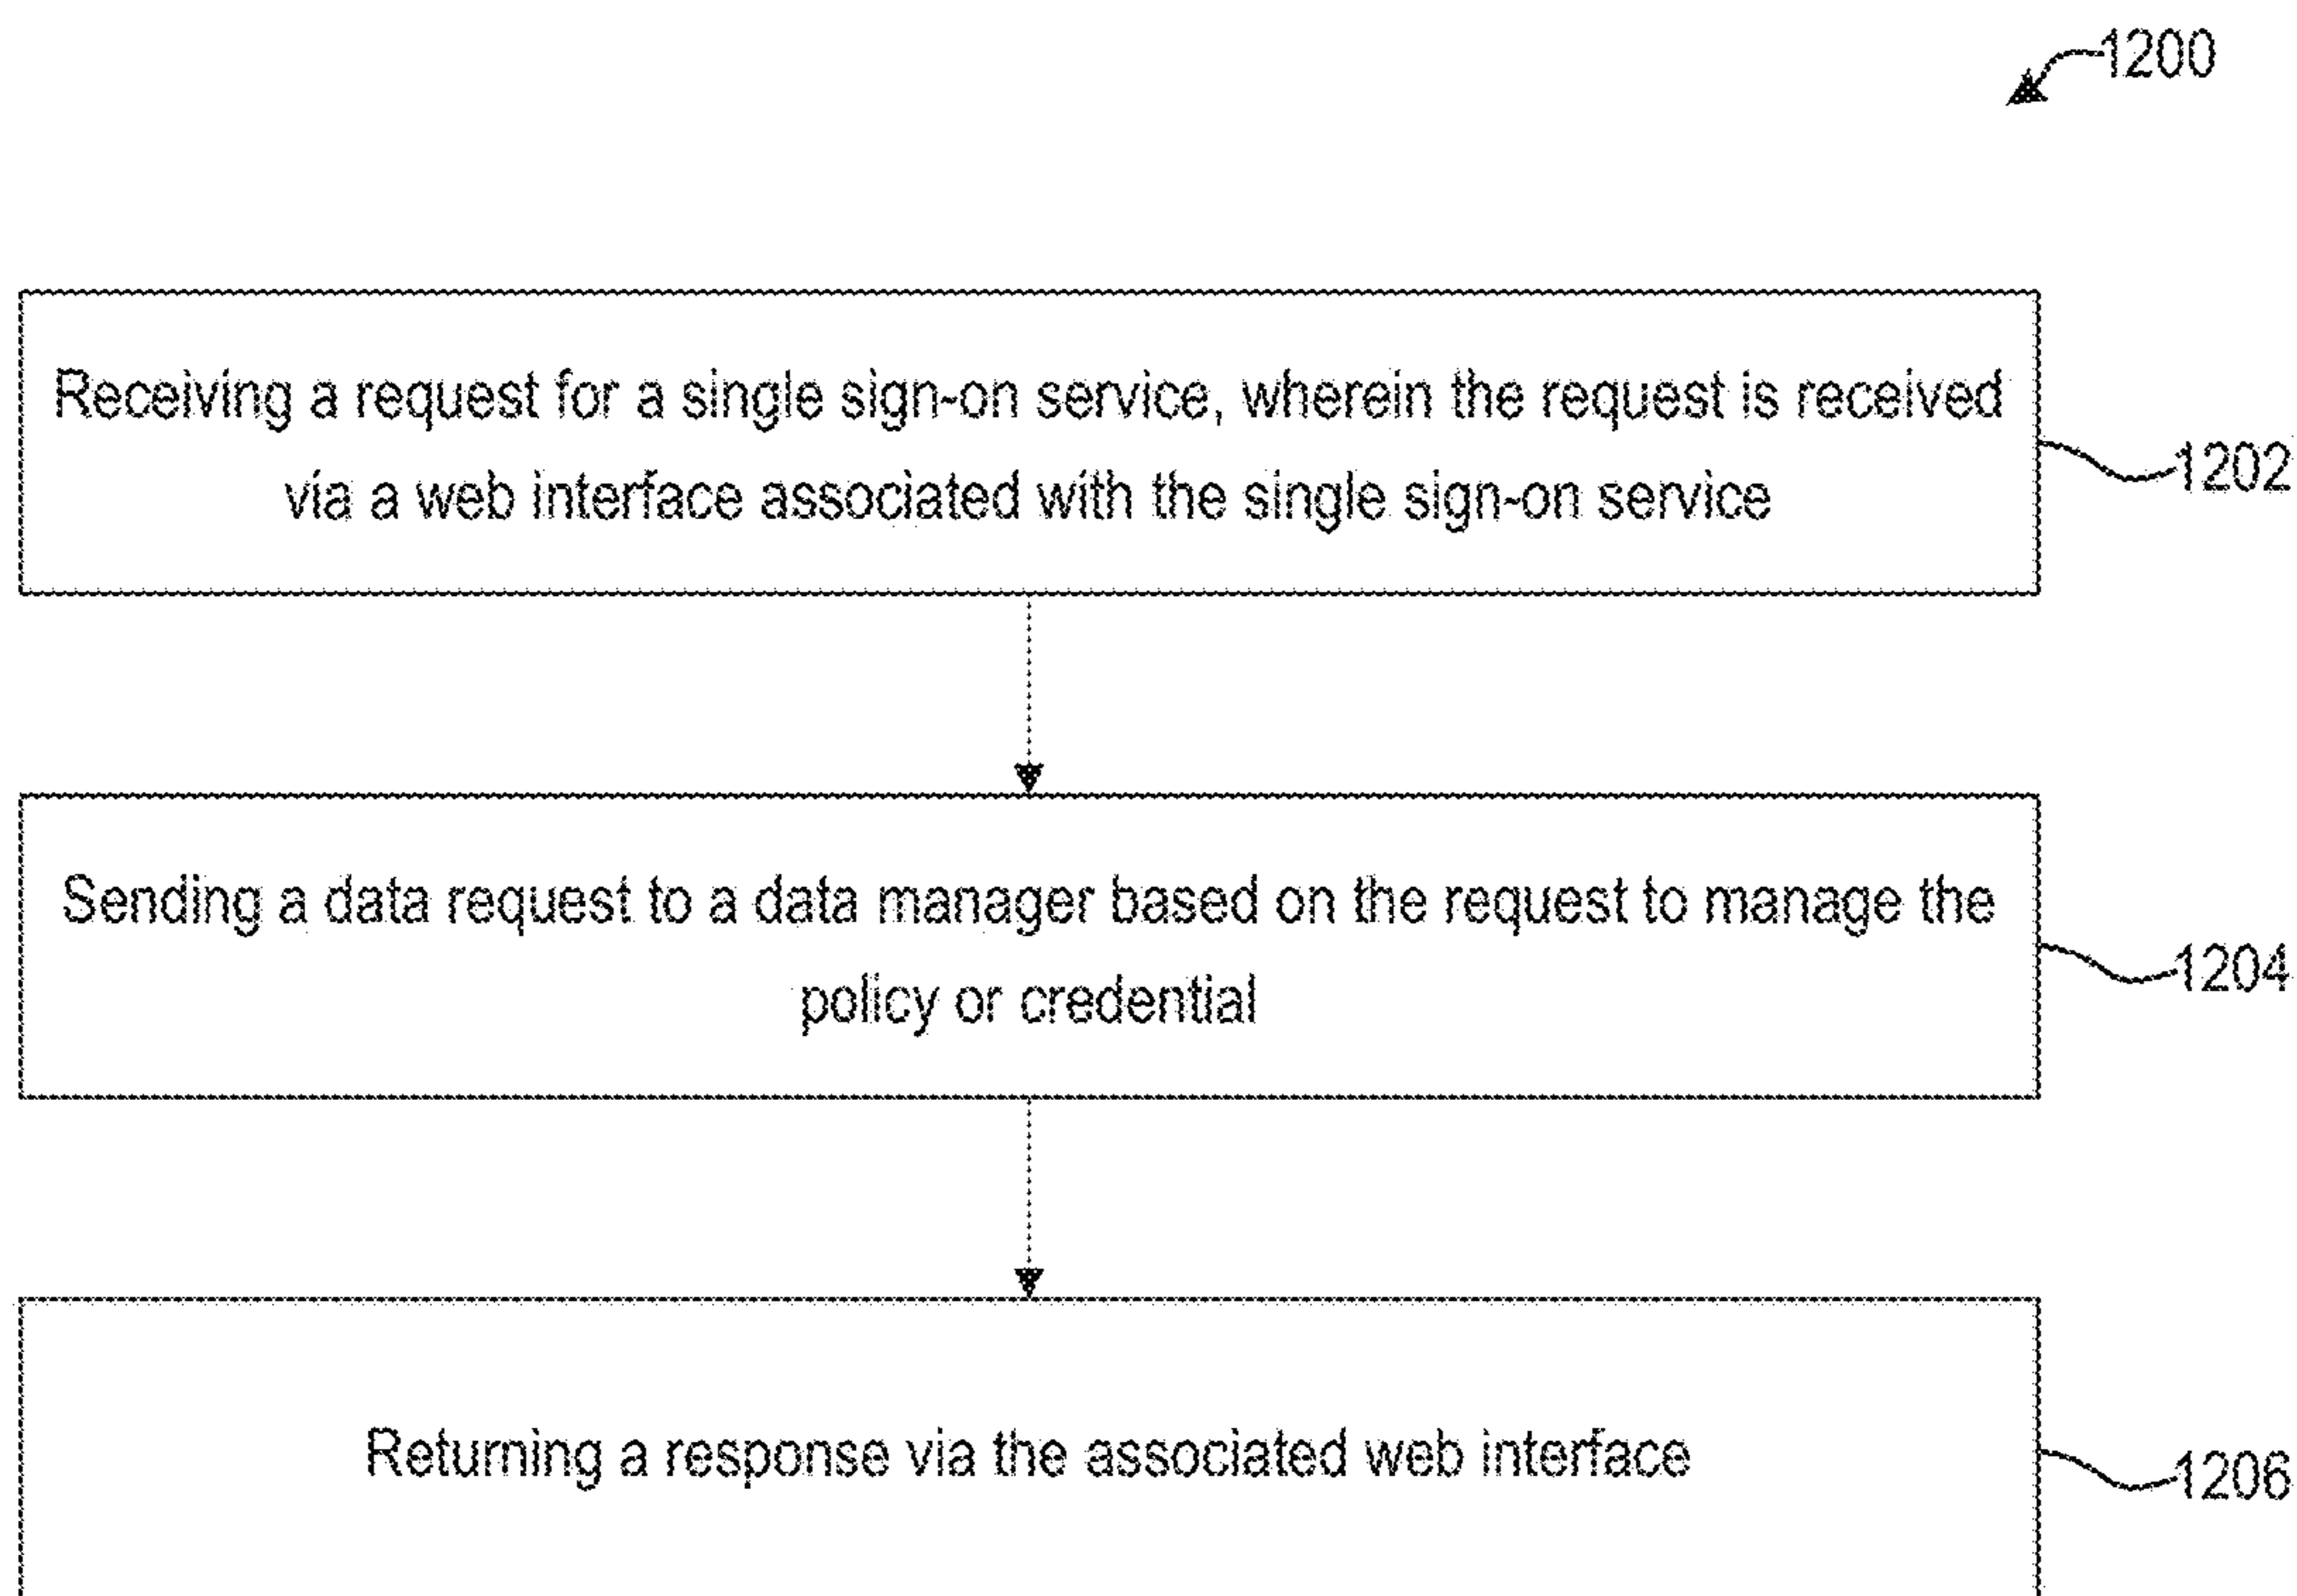 1200
Receiving a request for a single sign-on service, wherein the request is received
via a web interface associated with the single sign-on service
1202
Sending a data request to a data manager based on the request to manage the
policy or credential
1204
Returning a response via the associated web interface
1206